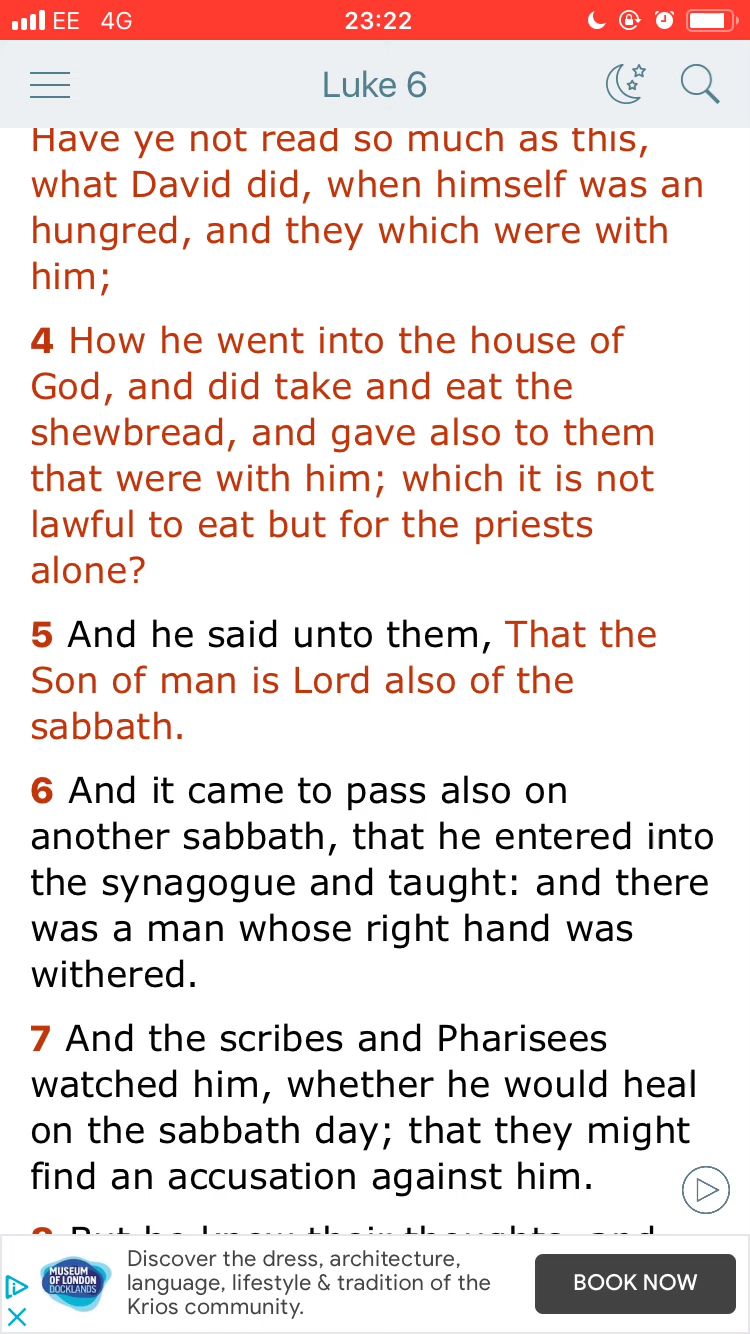 EE 4G 23:22
Luke 6
Have ye not read so much as this,
what David did, when himself was an
hungred, and they which were with
him;
4 How he went into the house of
God, and did take and eat the
shewbread, and gave also to them
that were with him; which it is not
lawful to eat but for the priests
alone?
5 And he said unto them, That the
Son of man is Lord also of the
sabbath.
6 And it came to pass also on
another sabbath, that he entered into
the synagogue and taught: and there
was a man whose right hand was
withered.
7 And the scribes and Pharisees
watched him, whether he would heal
on the sabbath day; that they might
find an accusation against him.
8 But he knew their thoughts, and
MUSEUM
OF LONDON
DOCKLANDS
Discover the dress, architecture,
language, lifestyle & tradition of the
Krios community.
BOOK NOW